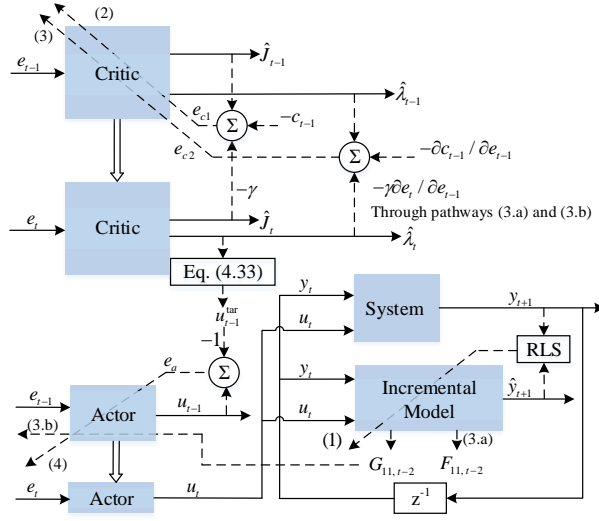 (2)
(3)
e_{t-1}
Critic
Ĵ_{t-1}
λ̂_{t-1}
e_{c1}
Σ
-c_{t-1}
e_{c2}
Σ
-∂c_{t-1} / ∂e_{t-1}
-γ
-γ∂e_t / ∂e_{t-1}
Through pathways (3.a) and (3.b)
e_t
Critic
Ĵ_t
λ̂_t
Eq. (4.33)
y_t
System
y_{t+1}
u_{t-1}^{tar}
u_t
-1
RLS
e_a
Σ
y_t
Incremental
Model
ŷ_{t+1}
e_{t-1}
Actor
u_{t-1}
u_t
(3.b)
(1)
(3.a)
(4)
G_{11, t-2}
F_{11, t-2}
e_t
Actor
u_t
z^{-1}